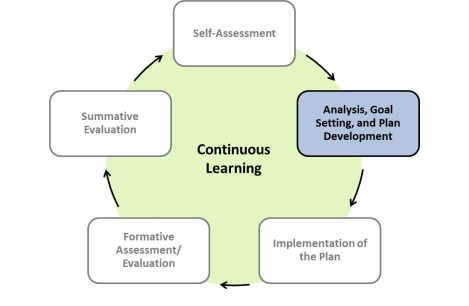 Self-Assessment
Analysis, Goal
Setting, and Plan
Development
Summative
Evaluation
Continuous
Learning
Formative
Assessment/
Evaluation
Implementation of
the Plan